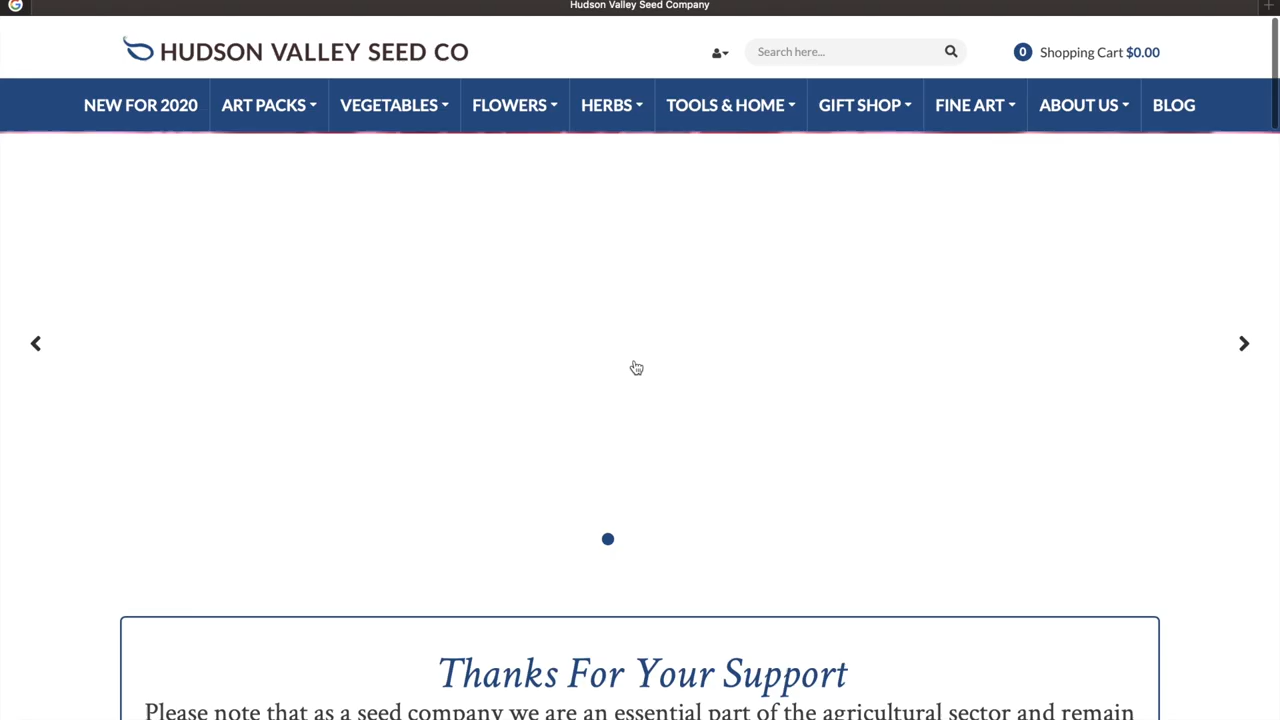 Hudson Valley Seed Company
HUDSON VALLEY SEED CO
Search here...
0 Shopping Cart $0.00
NEW FOR 2020 ART PACKS VEGETABLES FLOWERS HERBS TOOLS & HOME GIFT SHOP FINE ART ABOUT US BLOG
Thanks For Your Support
Please note that as a seed company we are an essential part of the agricultural sector and remain